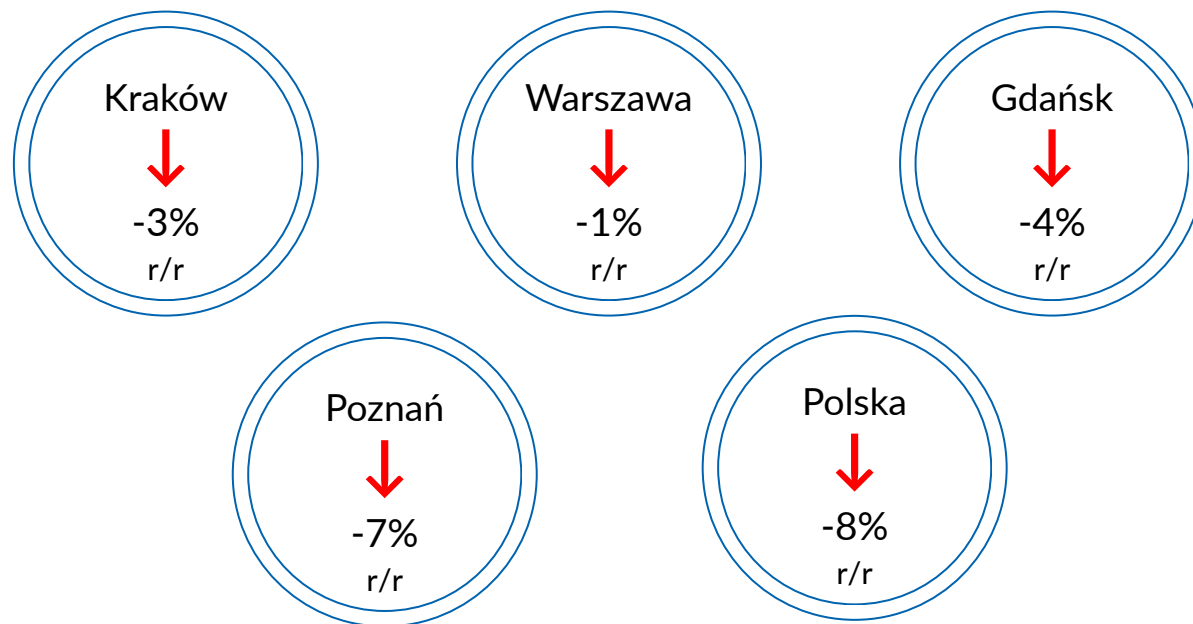 Kraków
-3%
r/r
Warszawa
-1%
r/r
Gdańsk
-4%
r/r
Poznań
-7%
r/r
Polska
-8%
r/r